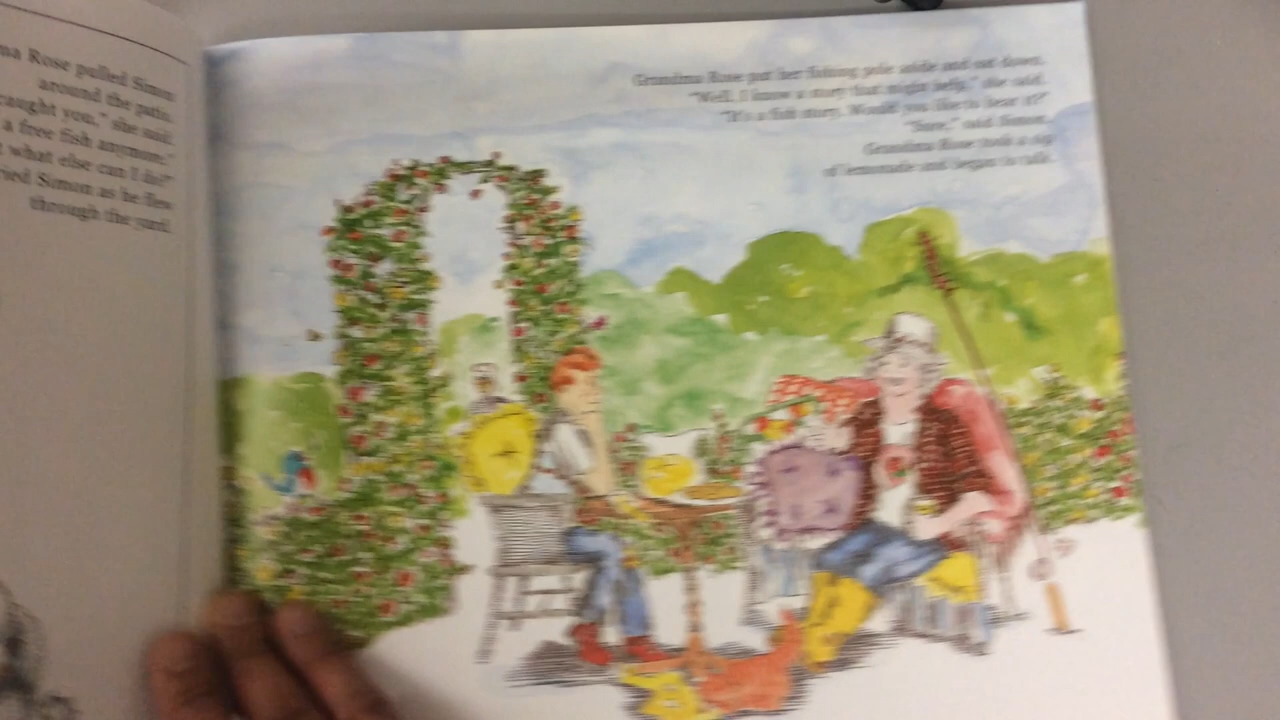 ma Rose pulled Simon
around the patio.
caught you," she said.
a free fish anymore."
t what else can I do?"
ried Simon as he flew
through the yard.
Grandma Rose put her fishing pole aside and sat down.
"Well, I know a story that might help," she said.
"It's a fish story. Would you like to hear it?"
"Sure," said Simon.
Grandma Rose took a sip
of lemonade and began to talk.